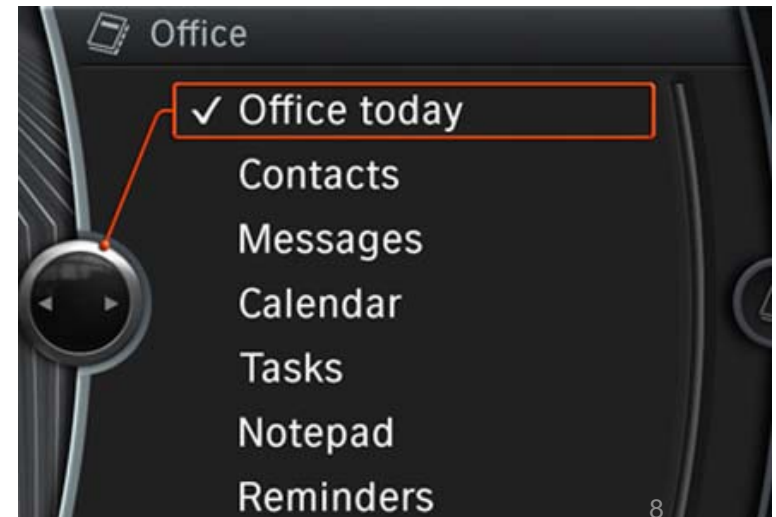 Office
✓ Office today
Contacts
Messages
Calendar
Tasks
Notepad
Reminders
8